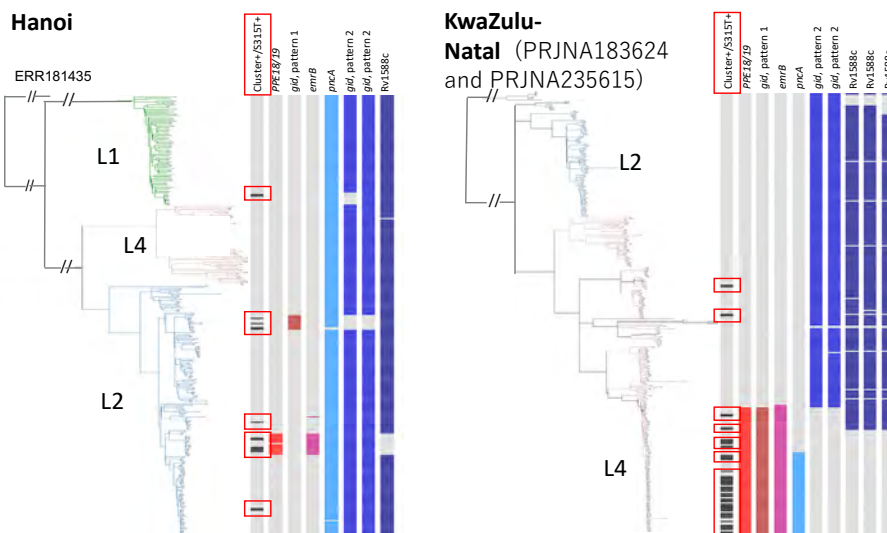 Hanoi
ERR181435
L1
L4
L2
Cluster+/S315T+
PPE18/19
gid, pattern 1
emrB
pncA
gid, pattern 2
gid, pattern 2
Rv1588c
KwaZulu-
Natal (PRJNA183624
and PRJNA235615)
L2
L4
Cluster+/S315T+
PPE18/19
gid, pattern 1
emrB
pncA
gid, pattern 2
gid, pattern 2
Rv1588c
Rv1588c